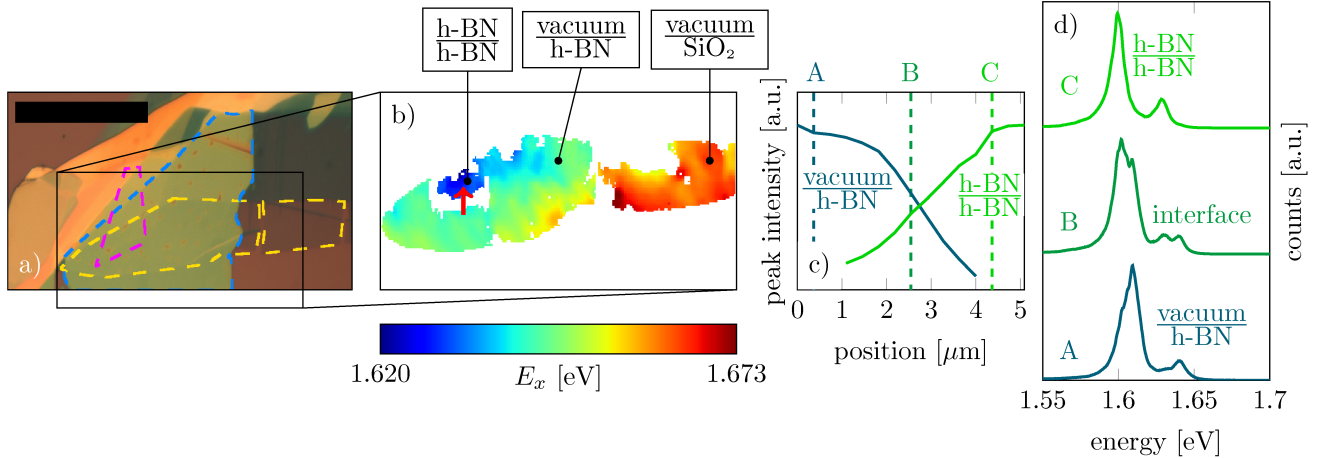 h-BN
h-BN
vacuum
h-BN
vacuum
SiO₂
a)
b)
1.620
Eₓ [eV]
1.673
A
B
C
peak intensity [a.u.]
vacuum
h-BN
h-BN
h-BN
c)
0
1
2
3
4
5
position [μm]
d)
h-BN
h-BN
C
B
interface
vacuum
h-BN
A
counts [a.u.]
1.55
1.6
1.65
1.7
energy [eV]